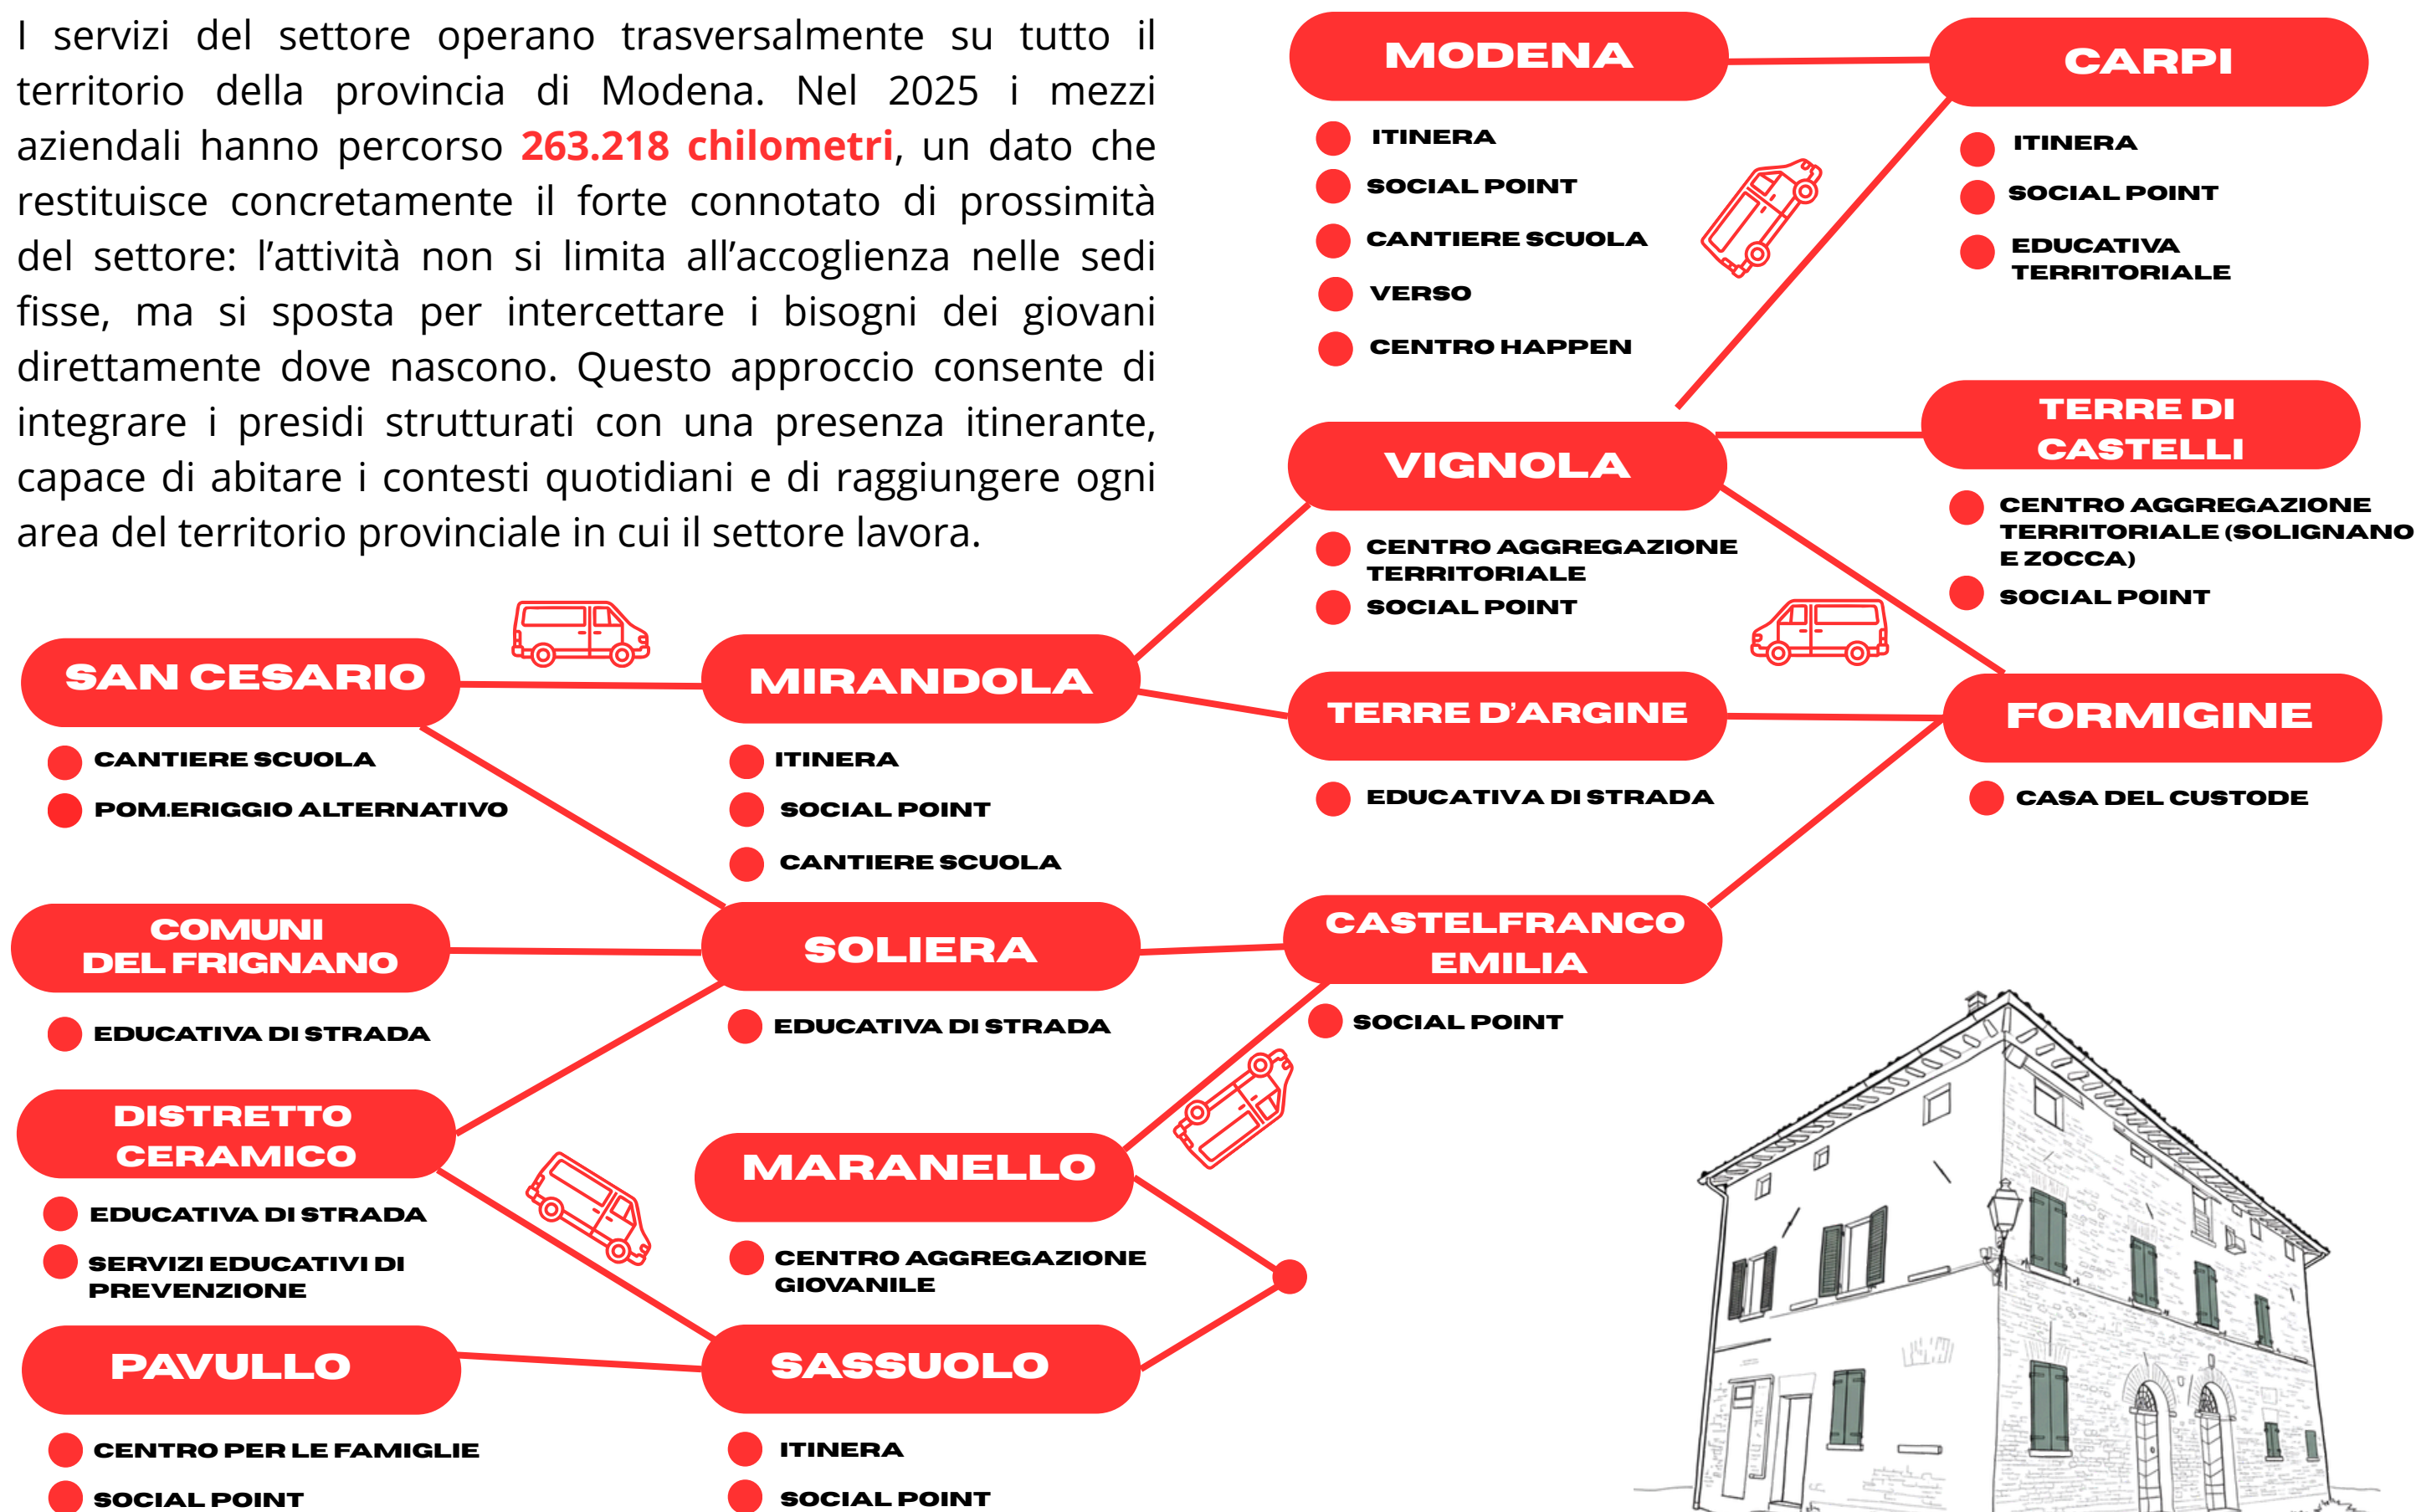 I servizi del settore operano trasversalmente su tutto il
territorio della provincia di Modena. Nel 2025 i mezzi
aziendali hanno percorso 263.218 chilometri, un dato che
restituisce concretamente il forte connotato di prossimità
del settore: l’attività non si limita all’accoglienza nelle sedi
fisse, ma si sposta per intercettare i bisogni dei giovani
direttamente dove nascono. Questo approccio consente di
integrare i presidi strutturati con una presenza itinerante,
capace di abitare i contesti quotidiani e di raggiungere ogni
area del territorio provinciale in cui il settore lavora.
MODENA
ITINERA
SOCIAL POINT
CANTIERE SCUOLA
VERSO
CENTRO HAPPEN
CARPI
ITINERA
SOCIAL POINT
EDUCATIVA
TERRITORIALE
VIGNOLA
CENTRO AGGREGAZIONE
TERRITORIALE
SOCIAL POINT
TERRE DI
CASTELLI
CENTRO AGGREGAZIONE
TERRITORIALE (SOLIGNANO
E ZOCCA)
SOCIAL POINT
SAN CESARIO
CANTIERE SCUOLA
POM.ERIGGIO ALTERNATIVO
MIRANDOLA
ITINERA
SOCIAL POINT
CANTIERE SCUOLA
TERRE D’ARGINE
EDUCATIVA DI STRADA
FORMIGINE
CASA DEL CUSTODE
COMUNI
DEL FRIGNANO
EDUCATIVA DI STRADA
SOLIERA
EDUCATIVA DI STRADA
CASTELFRANCO
EMILIA
SOCIAL POINT
DISTRETTO
CERAMICO
EDUCATIVA DI STRADA
SERVIZI EDUCATIVI DI
PREVENZIONE
MARANELLO
CENTRO AGGREGAZIONE
GIOVANILE
PAVULLO
CENTRO PER LE FAMIGLIE
SOCIAL POINT
SASSUOLO
ITINERA
SOCIAL POINT